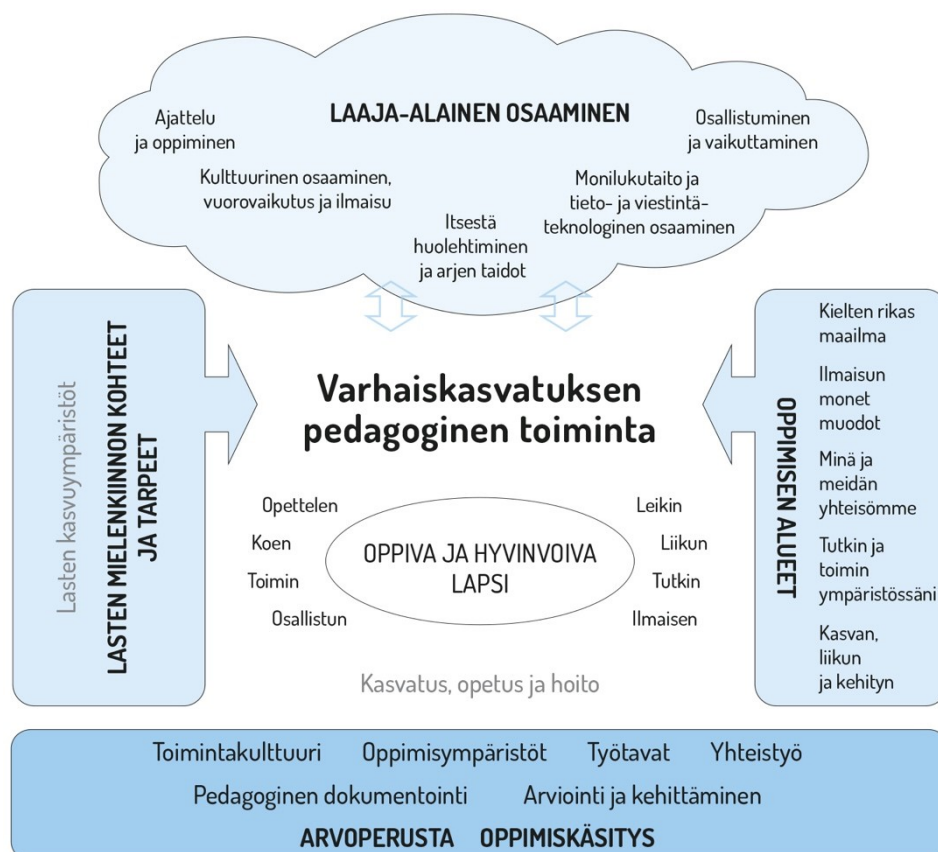 LAAJA-ALAINEN OSAAMINEN
Ajattelu
ja oppiminen
Kulttuurinen osaaminen,
vuorovaikutus ja ilmaisu
Itsestä
huolehtiminen
ja arjen taidot
Monilukutaito ja
tieto- ja viestintä-
teknologinen osaaminen
Osallistuminen
ja vaikuttaminen
Lasten kasvuympäristöt
LASTEN MIELENKIINNON KOHTEET
JA TARPEET
Varhaiskasvatuksen
pedagoginen toiminta
Opettelen
Koen
Toimin
Osallistun
OPPIVA JA HYVINVOIVA
LAPSI
Leikin
Liikun
Tutkin
Ilmaisen
Kasvatus, opetus ja hoito
OPPIMISEN ALUEET
Kielten rikas
maailma
Ilmaisun
monet
muodot
Minä ja
meidän
yhteisömme
Tutkin ja
toimin
ympäristössäni
Kasvan,
liikun
ja kehityn
Toimintakulttuuri Oppimisympäristöt Työtavat Yhteistyö
Pedagoginen dokumentointi Arviointi ja kehittäminen
ARVOPERUSTA OPPIMISKÄSITYS